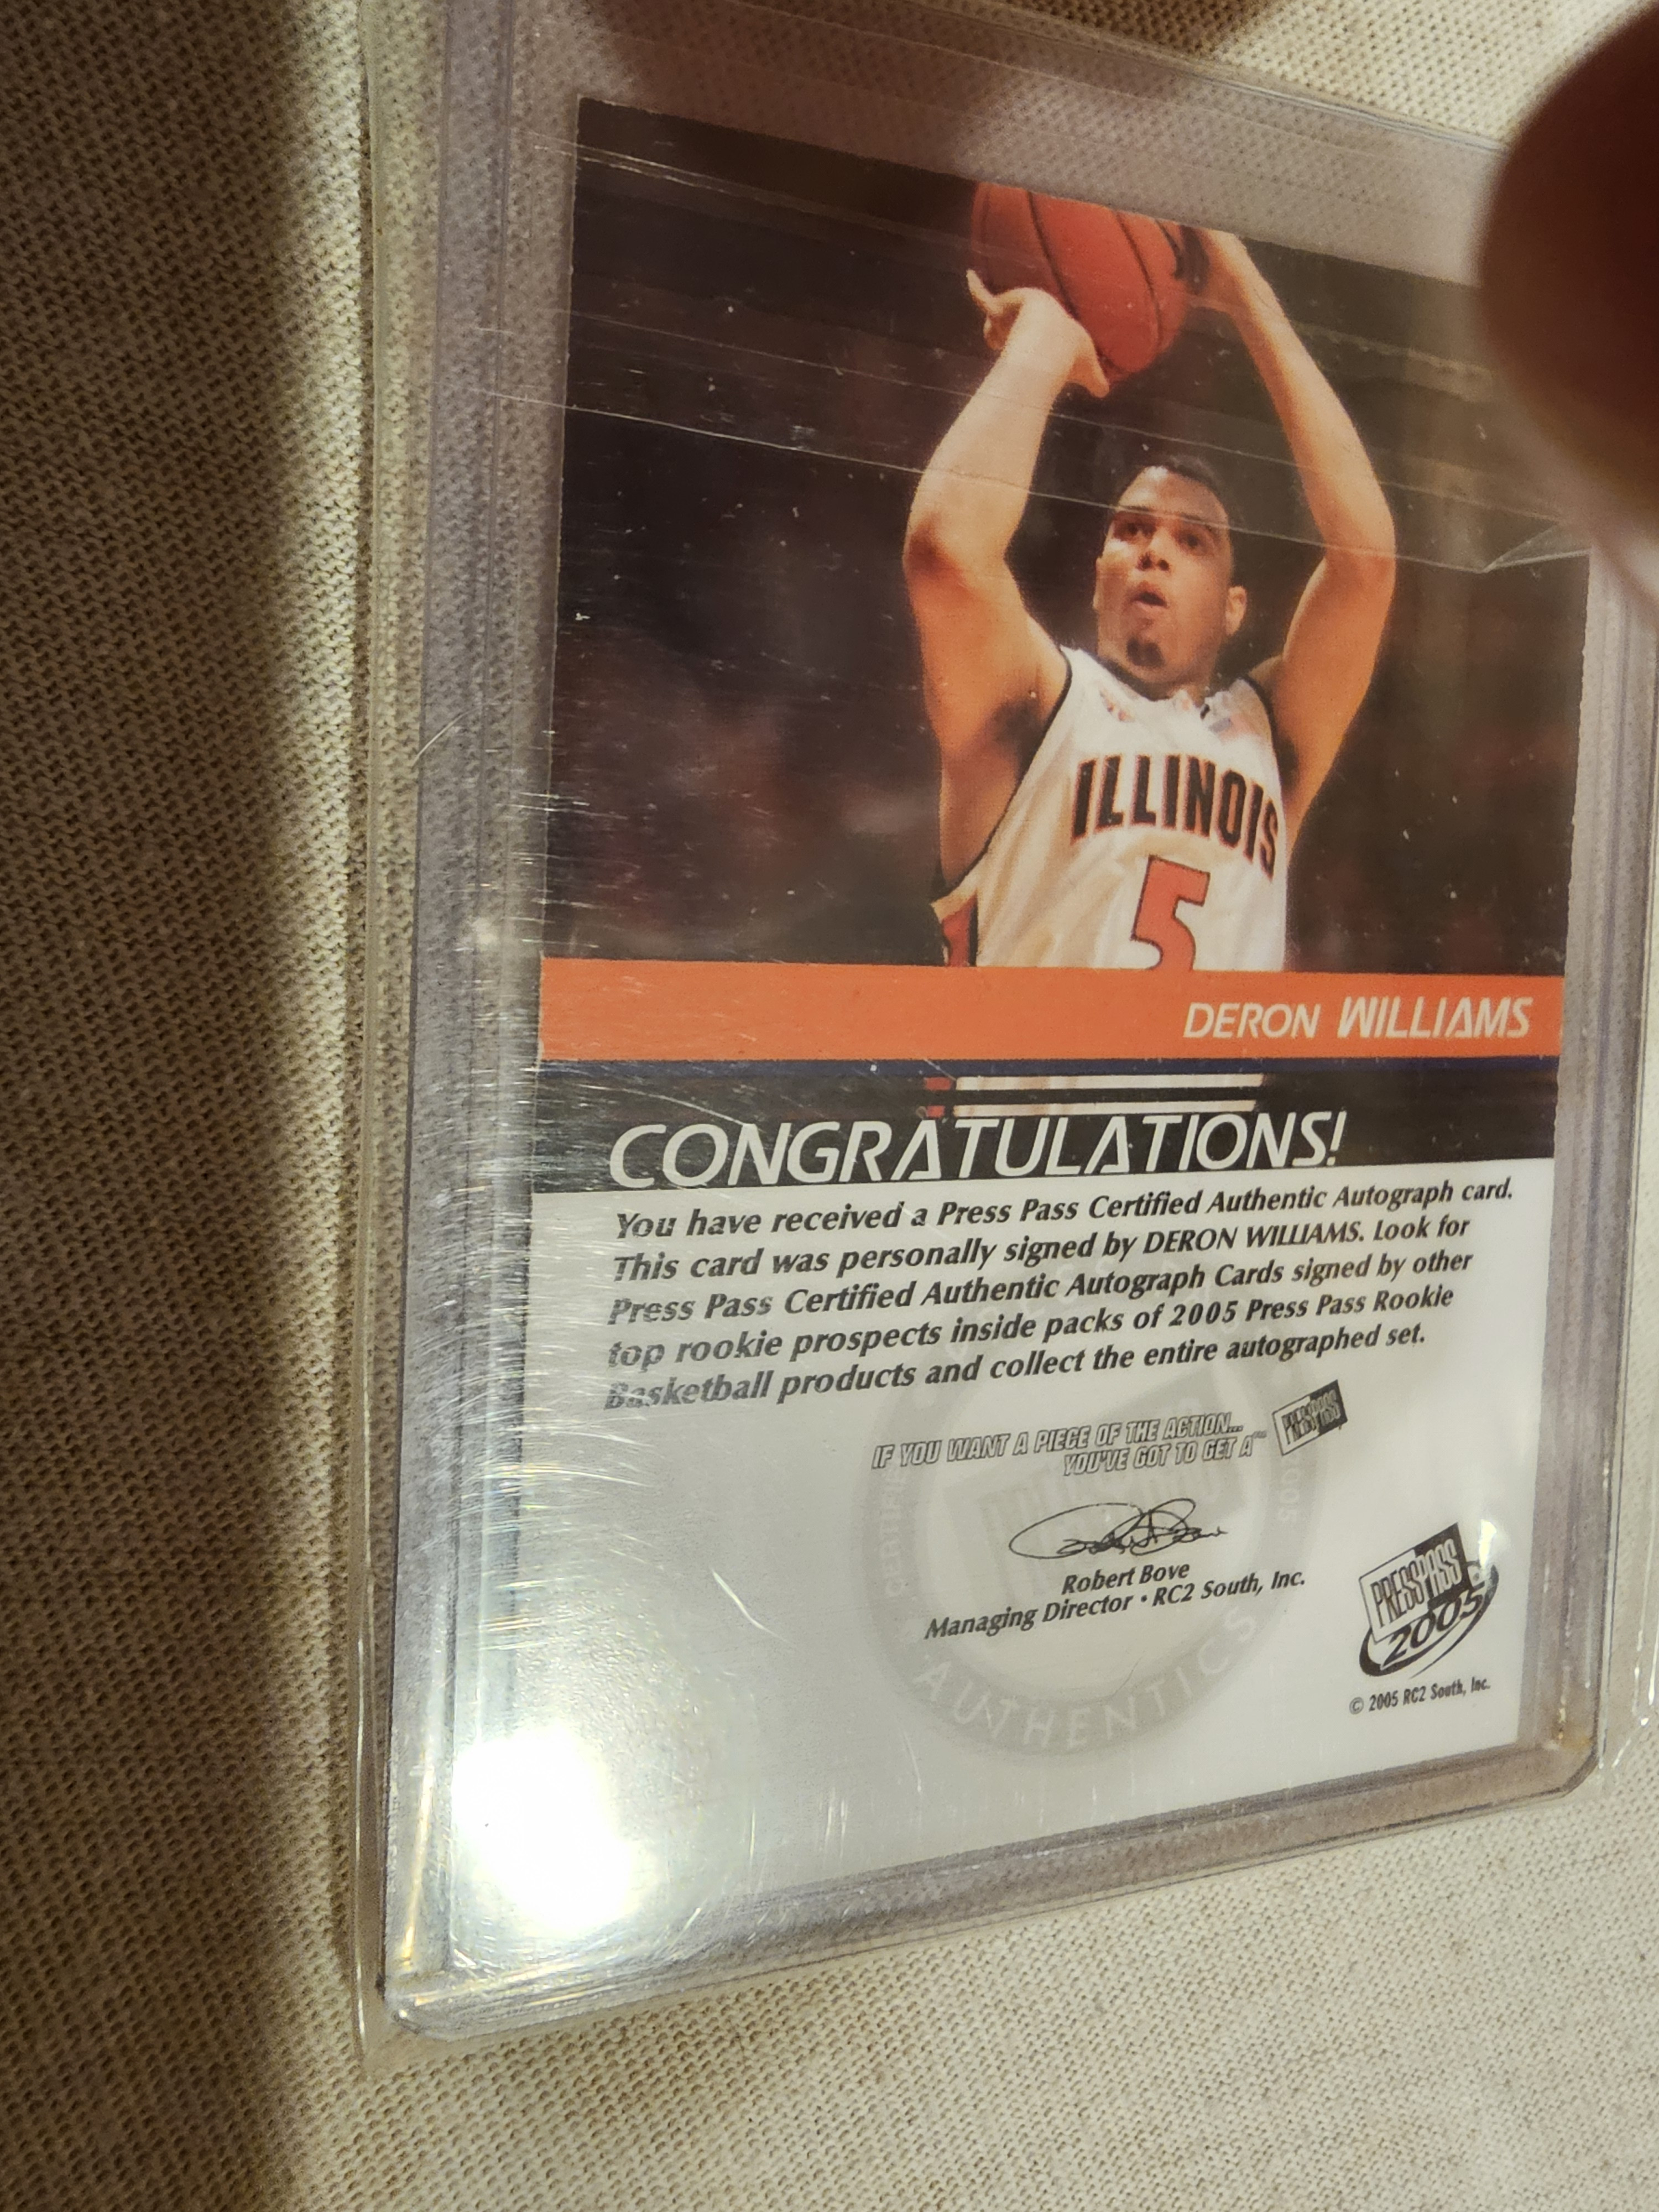 ILLINOIS
5
DERON WILLIAMS
CONGRATULATIONS!
You have received a Press Pass Certified Authentic Autograph card.
This card was personally signed by DERON WILLIAMS. Look for
Press Pass Certified Authentic Autograph Cards signed by other
top rookie prospects inside packs of 2005 Press Pass Rookie
Basketball products and collect the entire autographed set.
IF YOU WANT A PIECE OF THE ACTION...
YOU'VE GOT TO GET A™ PRESS PASS
Robert Bove
Managing Director • RC2 South, Inc.
AUTHENTICS
PRESS PASS
2005
© 2005 RC2 South, Inc.